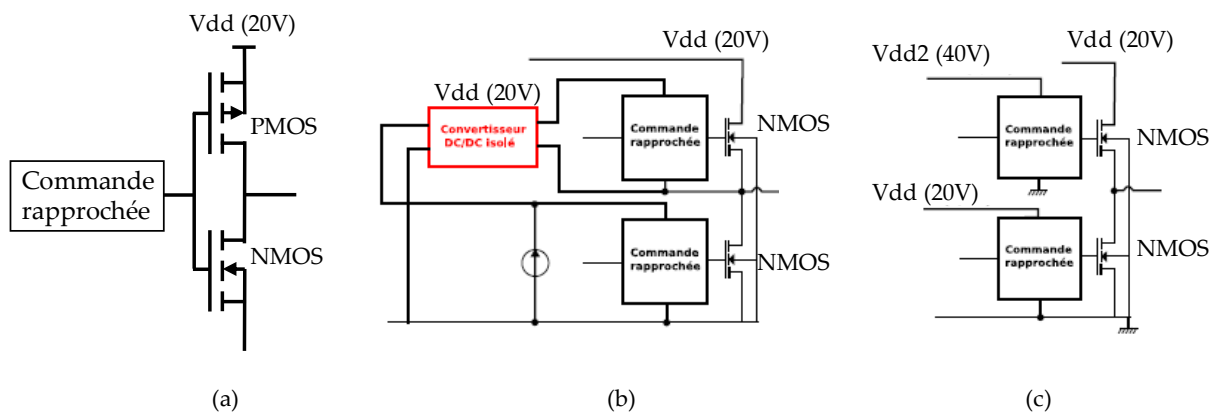 Vdd (20V)
PMOS
Commande
rapprochée
NMOS
(a)
Vdd (20V)
Vdd (20V)
Convertisseur
DC/DC isolé
Commande
rapprochée
NMOS
Commande
rapprochée
NMOS
(b)
Vdd2 (40V)
Vdd (20V)
Commande
rapprochée
NMOS
Vdd (20V)
Commande
rapprochée
NMOS
(c)